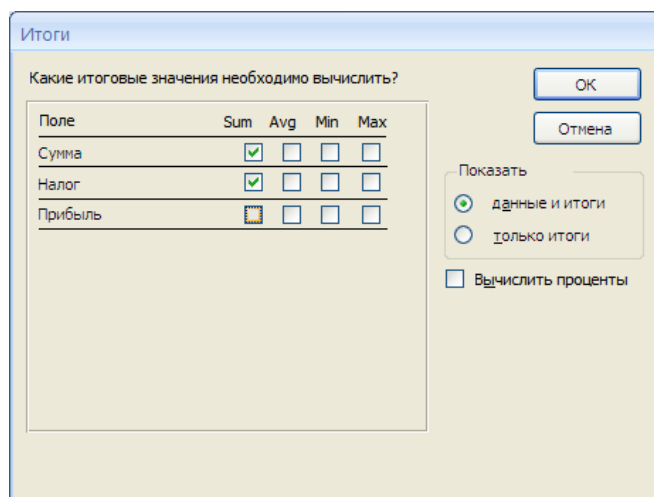 Итоги
Какие итоговые значения необходимо вычислить?
Поле Sum Avg Min Max
Сумма
Налог
Прибыль
ОК
Отмена
Показать
данные и итоги
только итоги
Вычислить проценты